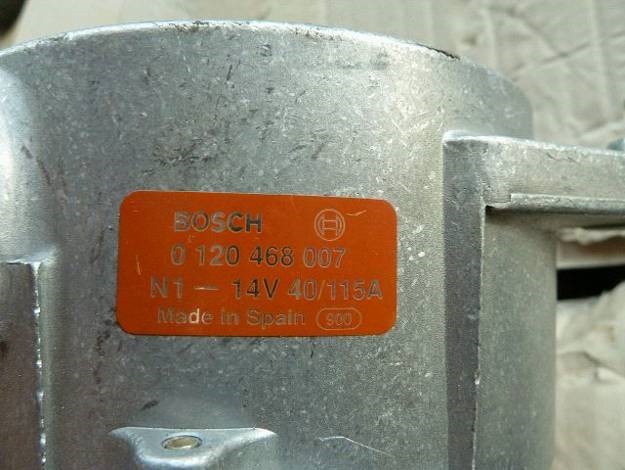 BOSCH
0 120 468 007
N1 — 14V 40/115A
Made in Spain 900